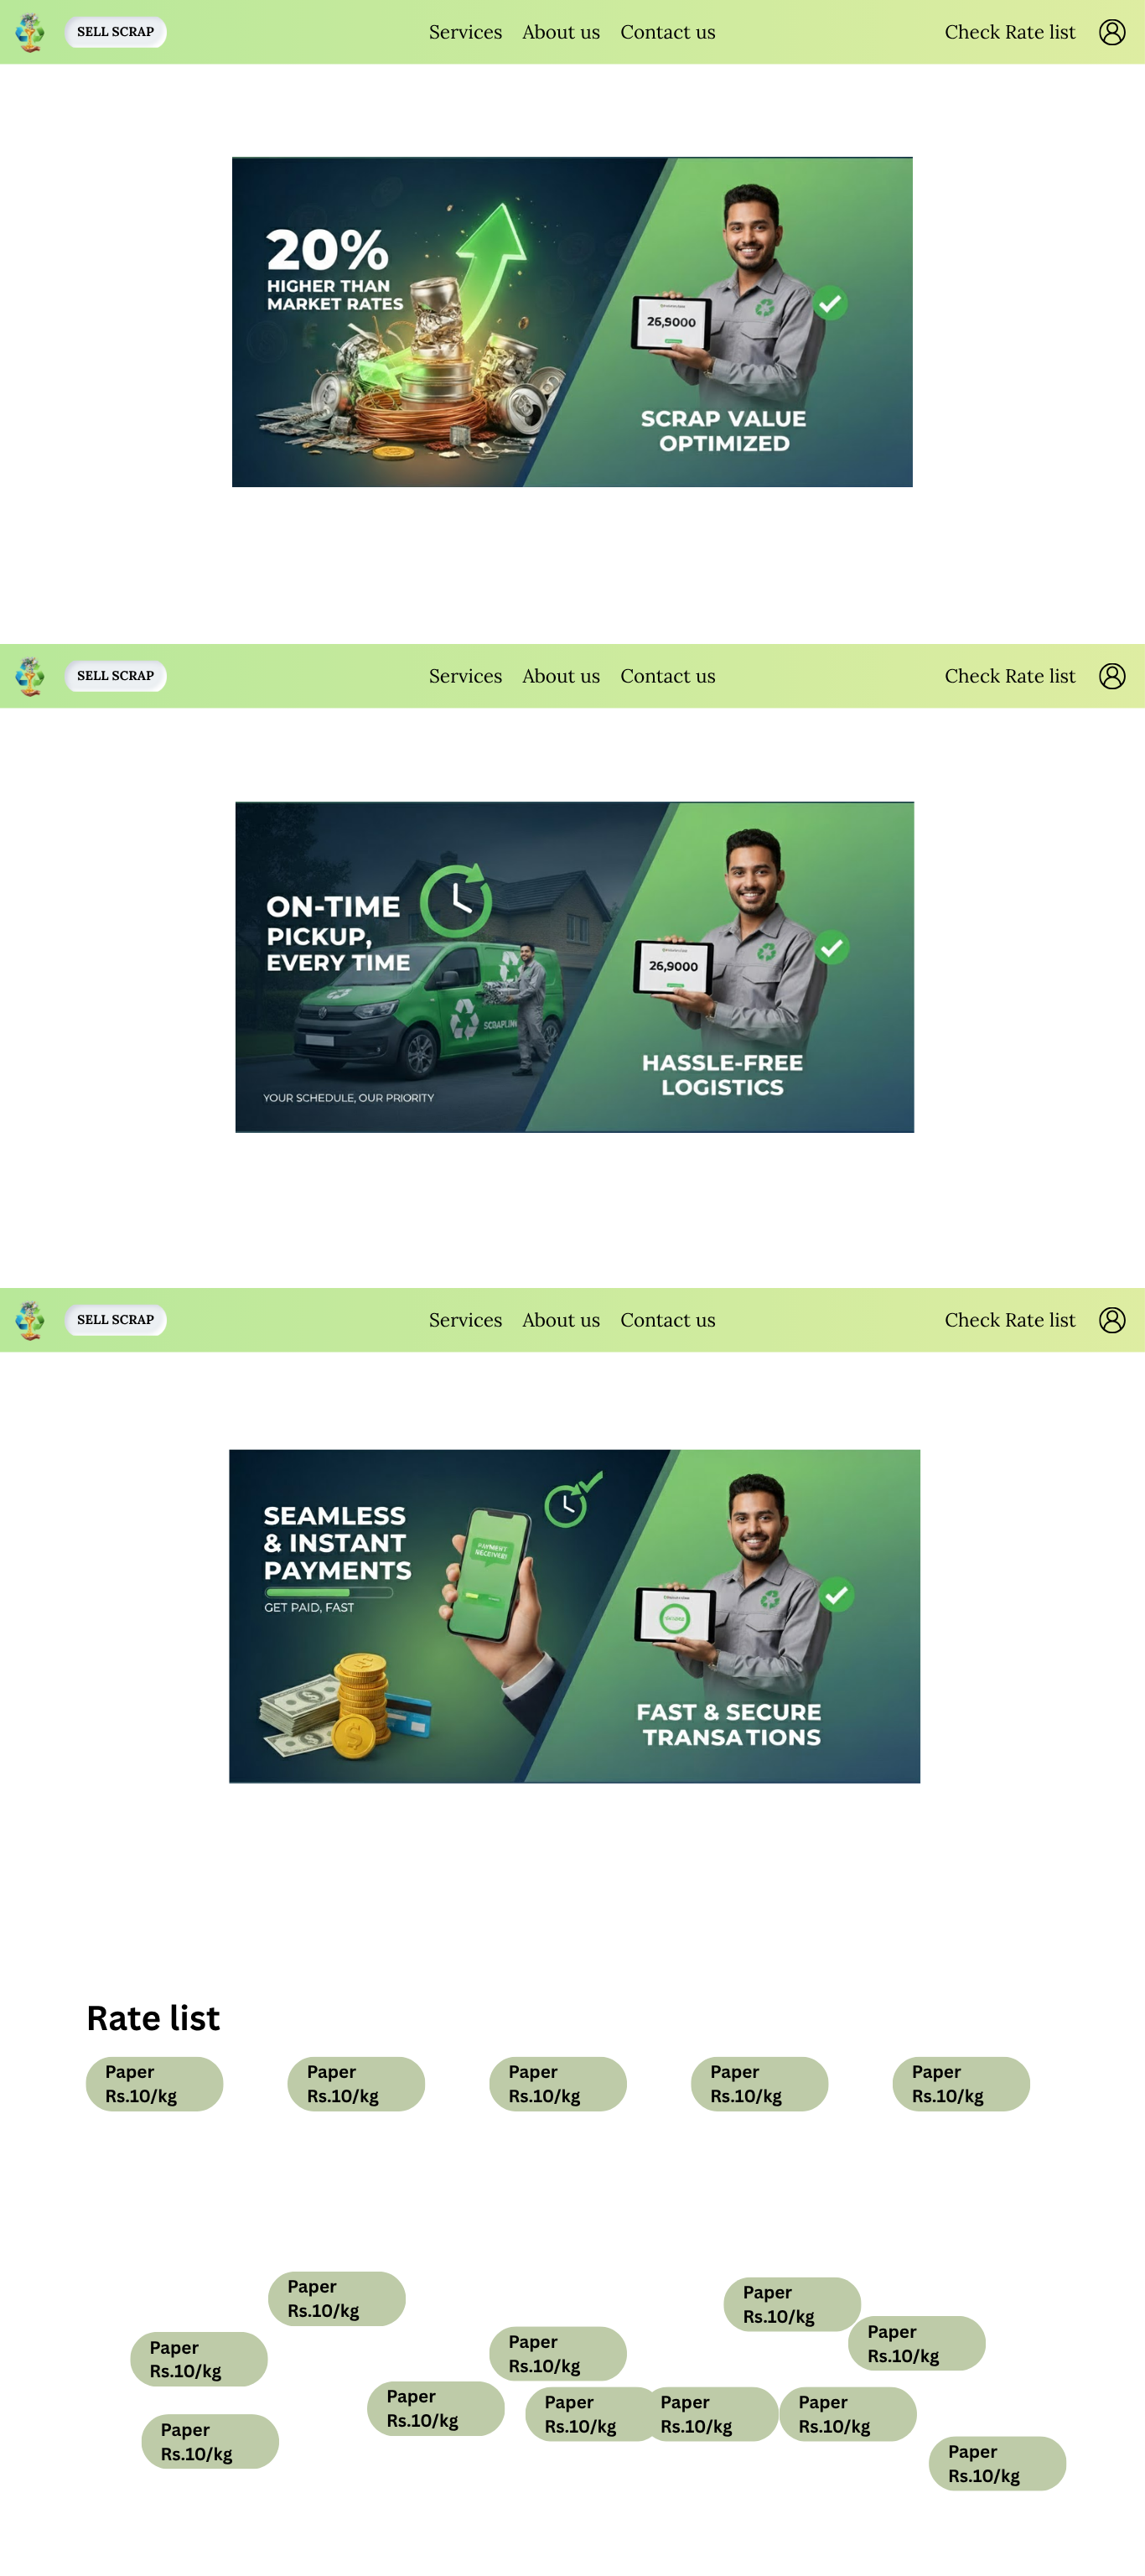 SELL SCRAP
Services About us Contact us
Check Rate list
20%
HIGHER THAN
MARKET RATES
26,9000
SCRAP VALUE
OPTIMIZED
SELL SCRAP
Services About us Contact us
Check Rate list
ON-TIME
PICKUP,
EVERY TIME
SCRAPLINK
YOUR SCHEDULE, OUR PRIORITY
26,9000
HASSLE-FREE
LOGISTICS
SELL SCRAP
Services About us Contact us
Check Rate list
SEAMLESS
& INSTANT
PAYMENTS
GET PAID, FAST
PAYMENT
FAST & SECURE
TRANSATIONS
Rate list
Paper
Rs.10/kg
Paper
Rs.10/kg
Paper
Rs.10/kg
Paper
Rs.10/kg
Paper
Rs.10/kg
Paper
Rs.10/kg
Paper
Rs.10/kg
Paper
Rs.10/kg
Paper
Rs.10/kg
Paper
Rs.10/kg
Paper
Rs.10/kg
Paper
Rs.10/kg
Paper
Rs.10/kg
Paper
Rs.10/kg
Paper
Rs.10/kg
Paper
Rs.10/kg